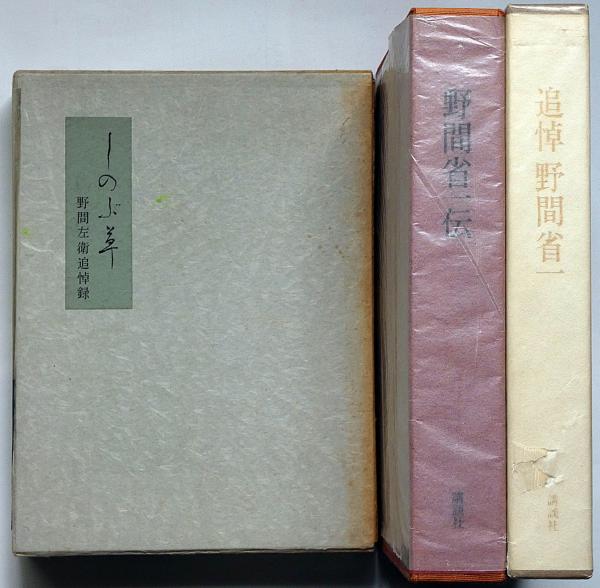 しのぶ草
野間左衛追悼録
野間省一伝
講談社
追悼 野間省一
講談社